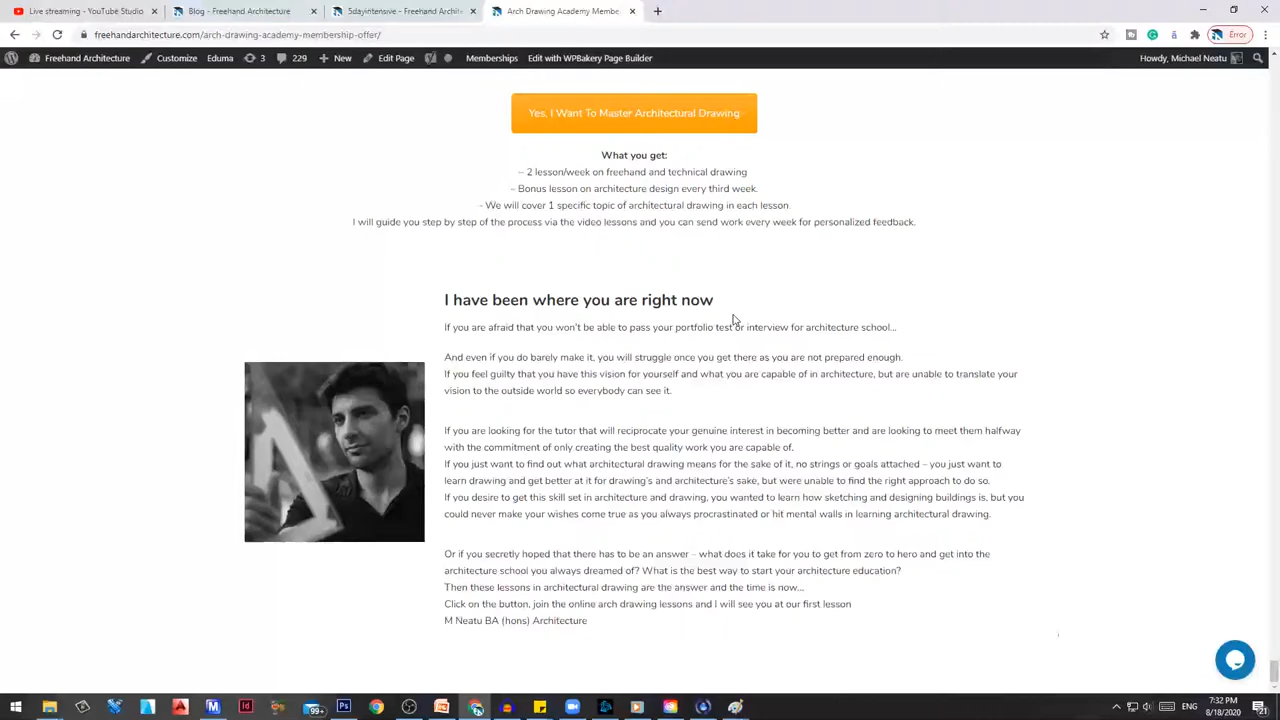 Live streaming - YouTube Studio
Blog - Freehand Architecture
5dayintensive - Freehand Archite
Arch Drawing Academy Membe
freehandarchitecture.com/arch-drawing-academy-membership-offer/
Error
Freehand Architecture
Customize
Eduma
3
229
New
Edit Page
Memberships
Edit with WPBakery Page Builder
Howdy, Michael Neatu
Yes, I Want To Master Architectural Drawing
What you get:
-- 2 lesson/week on freehand and technical drawing
– Bonus lesson on architecture design every third week.
- We will cover 1 specific topic of architectural drawing in each lesson.
I will guide you step by step of the process via the video lessons and you can send work every week for personalized feedback.
I have been where you are right now
If you are afraid that you won't be able to pass your portfolio test or interview for architecture school...
And even if you do barely make it, you will struggle once you get there as you are not prepared enough.
If you feel guilty that you have this vision for yourself and what you are capable of in architecture, but are unable to translate your
vision to the outside world so everybody can see it.
If you are looking for the tutor that will reciprocate your genuine interest in becoming better and are looking to meet them halfway
with the commitment of only creating the best quality work you are capable of.
If you just want to find out what architectural drawing means for the sake of it, no strings or goals attached – you just want to
learn drawing and get better at it for drawing's and architecture's sake, but were unable to find the right approach to do so.
If you desire to get this skill set in architecture and drawing, you wanted to learn how sketching and designing buildings is, but you
could never make your wishes come true as you always procrastinated or hit mental walls in learning architectural drawing.
Or if you secretly hoped that there has to be an answer – what does it take for you to get from zero to hero and get into the
architecture school you always dreamed of? What is the best way to start your architecture education?
Then these lessons in architectural drawing are the answer and the time is now...
Click on the button, join the online arch drawing lessons and I will see you at our first lesson
M Neatu BA (hons) Architecture
99+
ENG
7:32 PM
8/18/2020
21